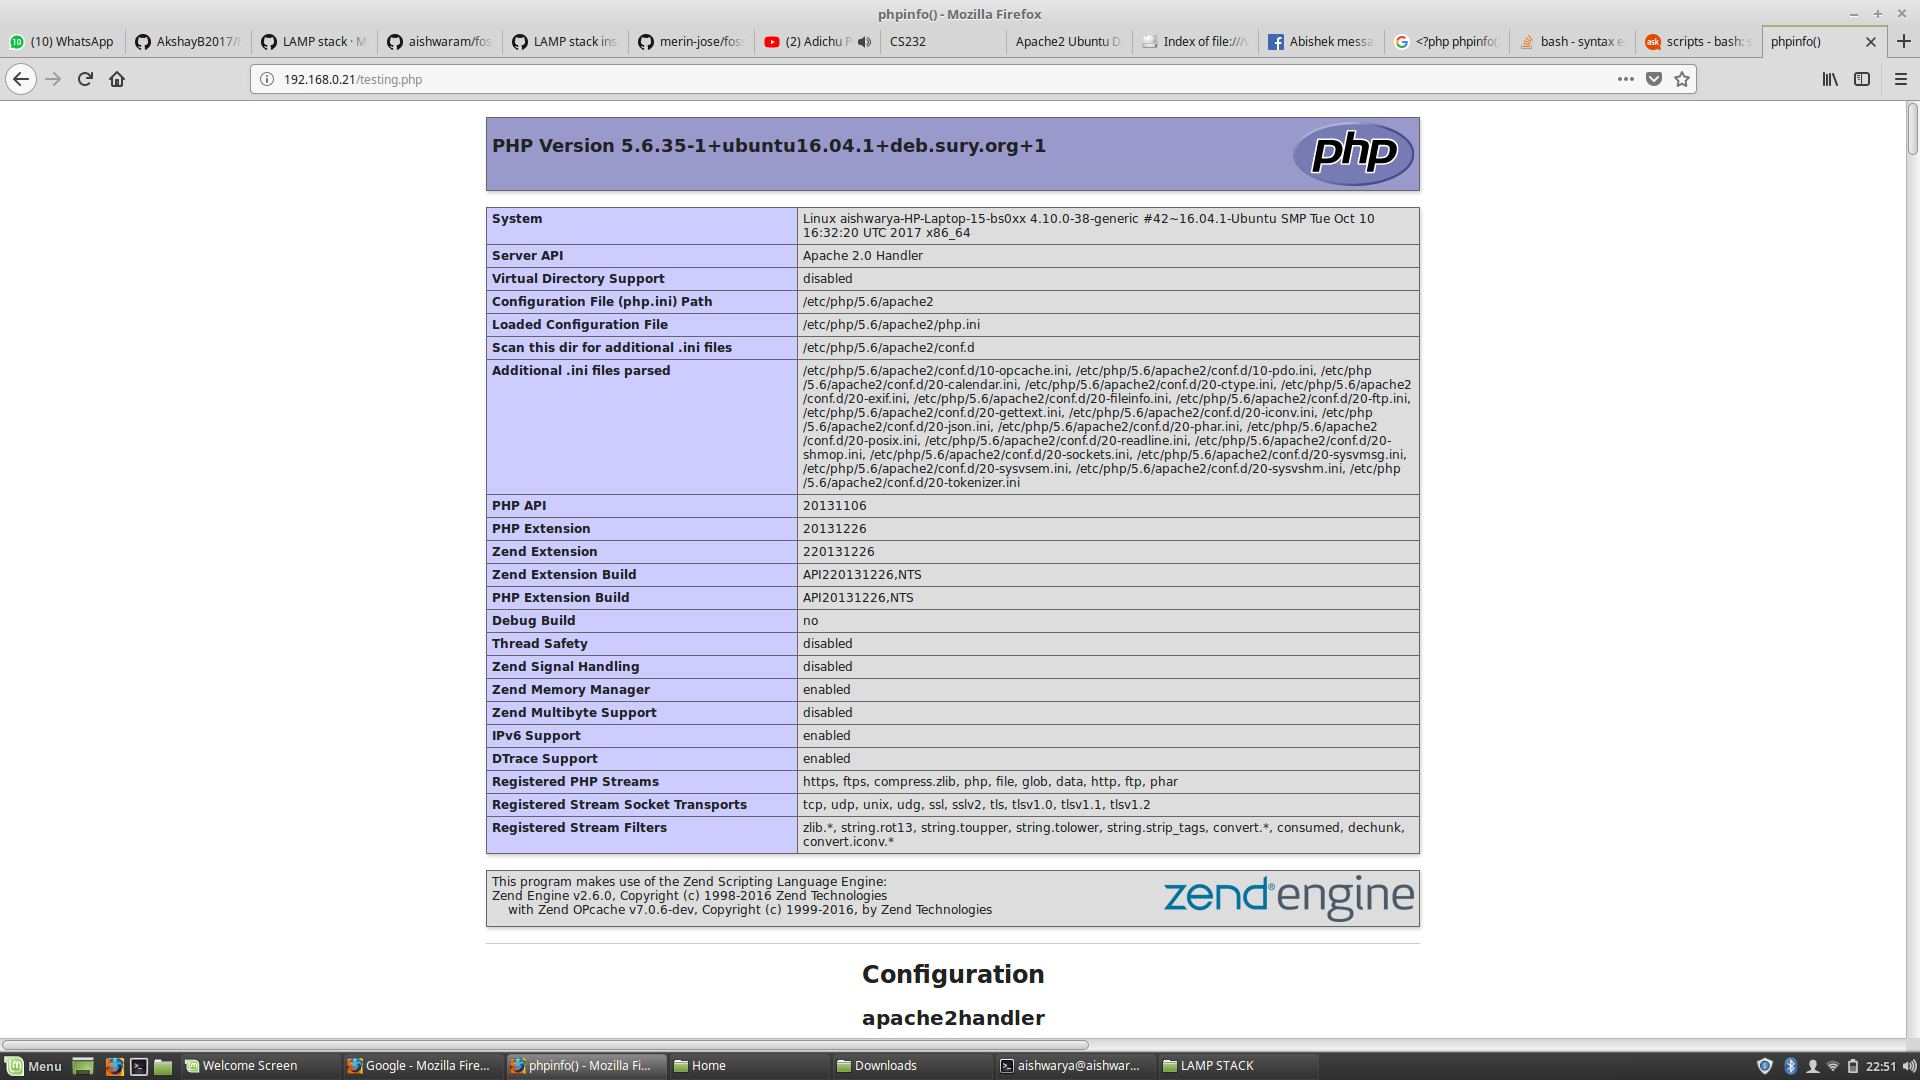 phpinfo() - Mozilla Firefox
(10) WhatsApp
AkshayB2017/
LAMP stack · M
aishwaram/fos
LAMP stack ins
merin-jose/fos
(2) Adichu P
CS232
Apache2 Ubuntu D
Index of file:///
Abishek messa
<?php phpinfo(
bash - syntax e
scripts - bash: s
phpinfo()
192.168.0.21/testing.php
PHP Version 5.6.35-1+ubuntu16.04.1+deb.sury.org+1
php
System
Linux aishwarya-HP-Laptop-15-bs0xx 4.10.0-38-generic #42~16.04.1-Ubuntu SMP Tue Oct 10
16:32:20 UTC 2017 x86_64
Server API
Apache 2.0 Handler
Virtual Directory Support
disabled
Configuration File (php.ini) Path
/etc/php/5.6/apache2
Loaded Configuration File
/etc/php/5.6/apache2/php.ini
Scan this dir for additional .ini files
/etc/php/5.6/apache2/conf.d
Additional .ini files parsed
/etc/php/5.6/apache2/conf.d/10-opcache.ini, /etc/php/5.6/apache2/conf.d/10-pdo.ini, /etc/php
/5.6/apache2/conf.d/20-calendar.ini, /etc/php/5.6/apache2/conf.d/20-ctype.ini, /etc/php/5.6/apache2
/conf.d/20-exif.ini, /etc/php/5.6/apache2/conf.d/20-fileinfo.ini, /etc/php/5.6/apache2/conf.d/20-ftp.ini,
/etc/php/5.6/apache2/conf.d/20-gettext.ini, /etc/php/5.6/apache2/conf.d/20-iconv.ini, /etc/php
/5.6/apache2/conf.d/20-json.ini, /etc/php/5.6/apache2/conf.d/20-phar.ini, /etc/php/5.6/apache2
/conf.d/20-posix.ini, /etc/php/5.6/apache2/conf.d/20-readline.ini, /etc/php/5.6/apache2/conf.d/20-
shmop.ini, /etc/php/5.6/apache2/conf.d/20-sockets.ini, /etc/php/5.6/apache2/conf.d/20-sysvmsg.ini,
/etc/php/5.6/apache2/conf.d/20-sysvsem.ini, /etc/php/5.6/apache2/conf.d/20-sysvshm.ini, /etc/php
/5.6/apache2/conf.d/20-tokenizer.ini
PHP API
20131106
PHP Extension
20131226
Zend Extension
220131226
Zend Extension Build
API220131226,NTS
PHP Extension Build
API20131226,NTS
Debug Build
no
Thread Safety
disabled
Zend Signal Handling
disabled
Zend Memory Manager
enabled
Zend Multibyte Support
disabled
IPv6 Support
enabled
DTrace Support
enabled
Registered PHP Streams
https, ftps, compress.zlib, php, file, glob, data, http, ftp, phar
Registered Stream Socket Transports
tcp, udp, unix, udg, ssl, sslv2, tls, tlsv1.0, tlsv1.1, tlsv1.2
Registered Stream Filters
zlib.*, string.rot13, string.toupper, string.tolower, string.strip_tags, convert.*, consumed, dechunk,
convert.iconv.*
This program makes use of the Zend Scripting Language Engine:
Zend Engine v2.6.0, Copyright (c) 1998-2016 Zend Technologies
with Zend OPcache v7.0.6-dev, Copyright (c) 1999-2016, by Zend Technologies
zend® engine
Configuration
apache2handler
Menu
Welcome Screen
Google - Mozilla Fire...
phpinfo() - Mozilla Fi...
Home
Downloads
aishwarya@aishwar...
LAMP STACK
22:51